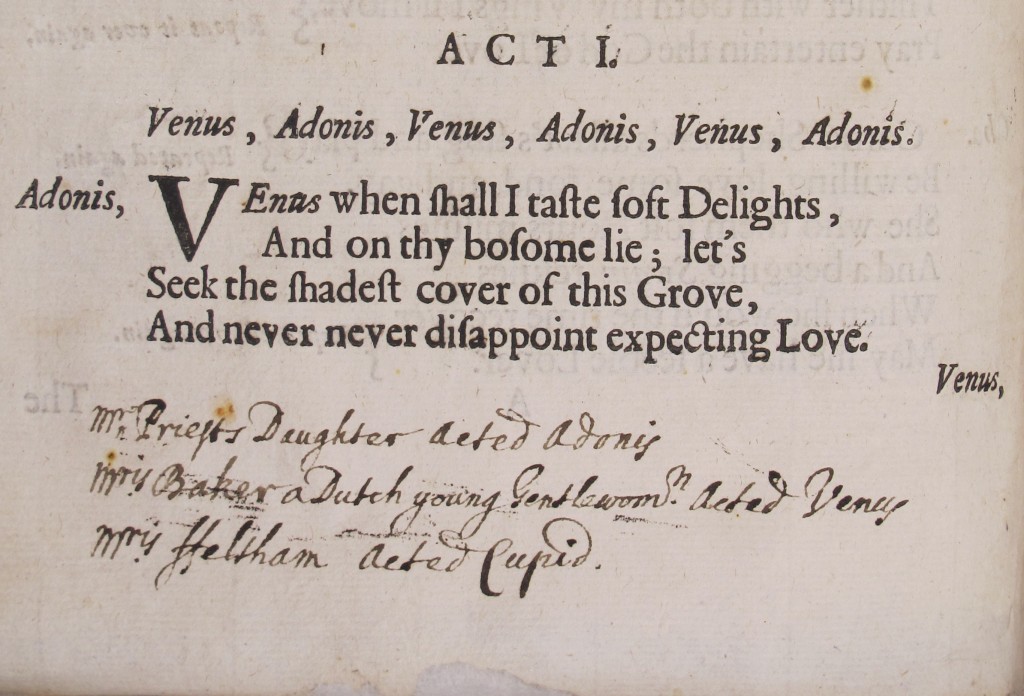 ACT I.
Venus, Adonis, Venus, Adonis, Venus, Adonis.
Adonis, VEnus when ſhall I taſte ſoft Delights,
And on thy boſome lie; let's
Seek the ſhadeſt cover of this Grove,
And never never diſappoint expecting Love.
Venus,
Mr. Prieſts Daughter Acted Adonis
Mris Baker a Dutch young Gentlewomn. Acted Venus
Mris ffeltham Acted Cupid.